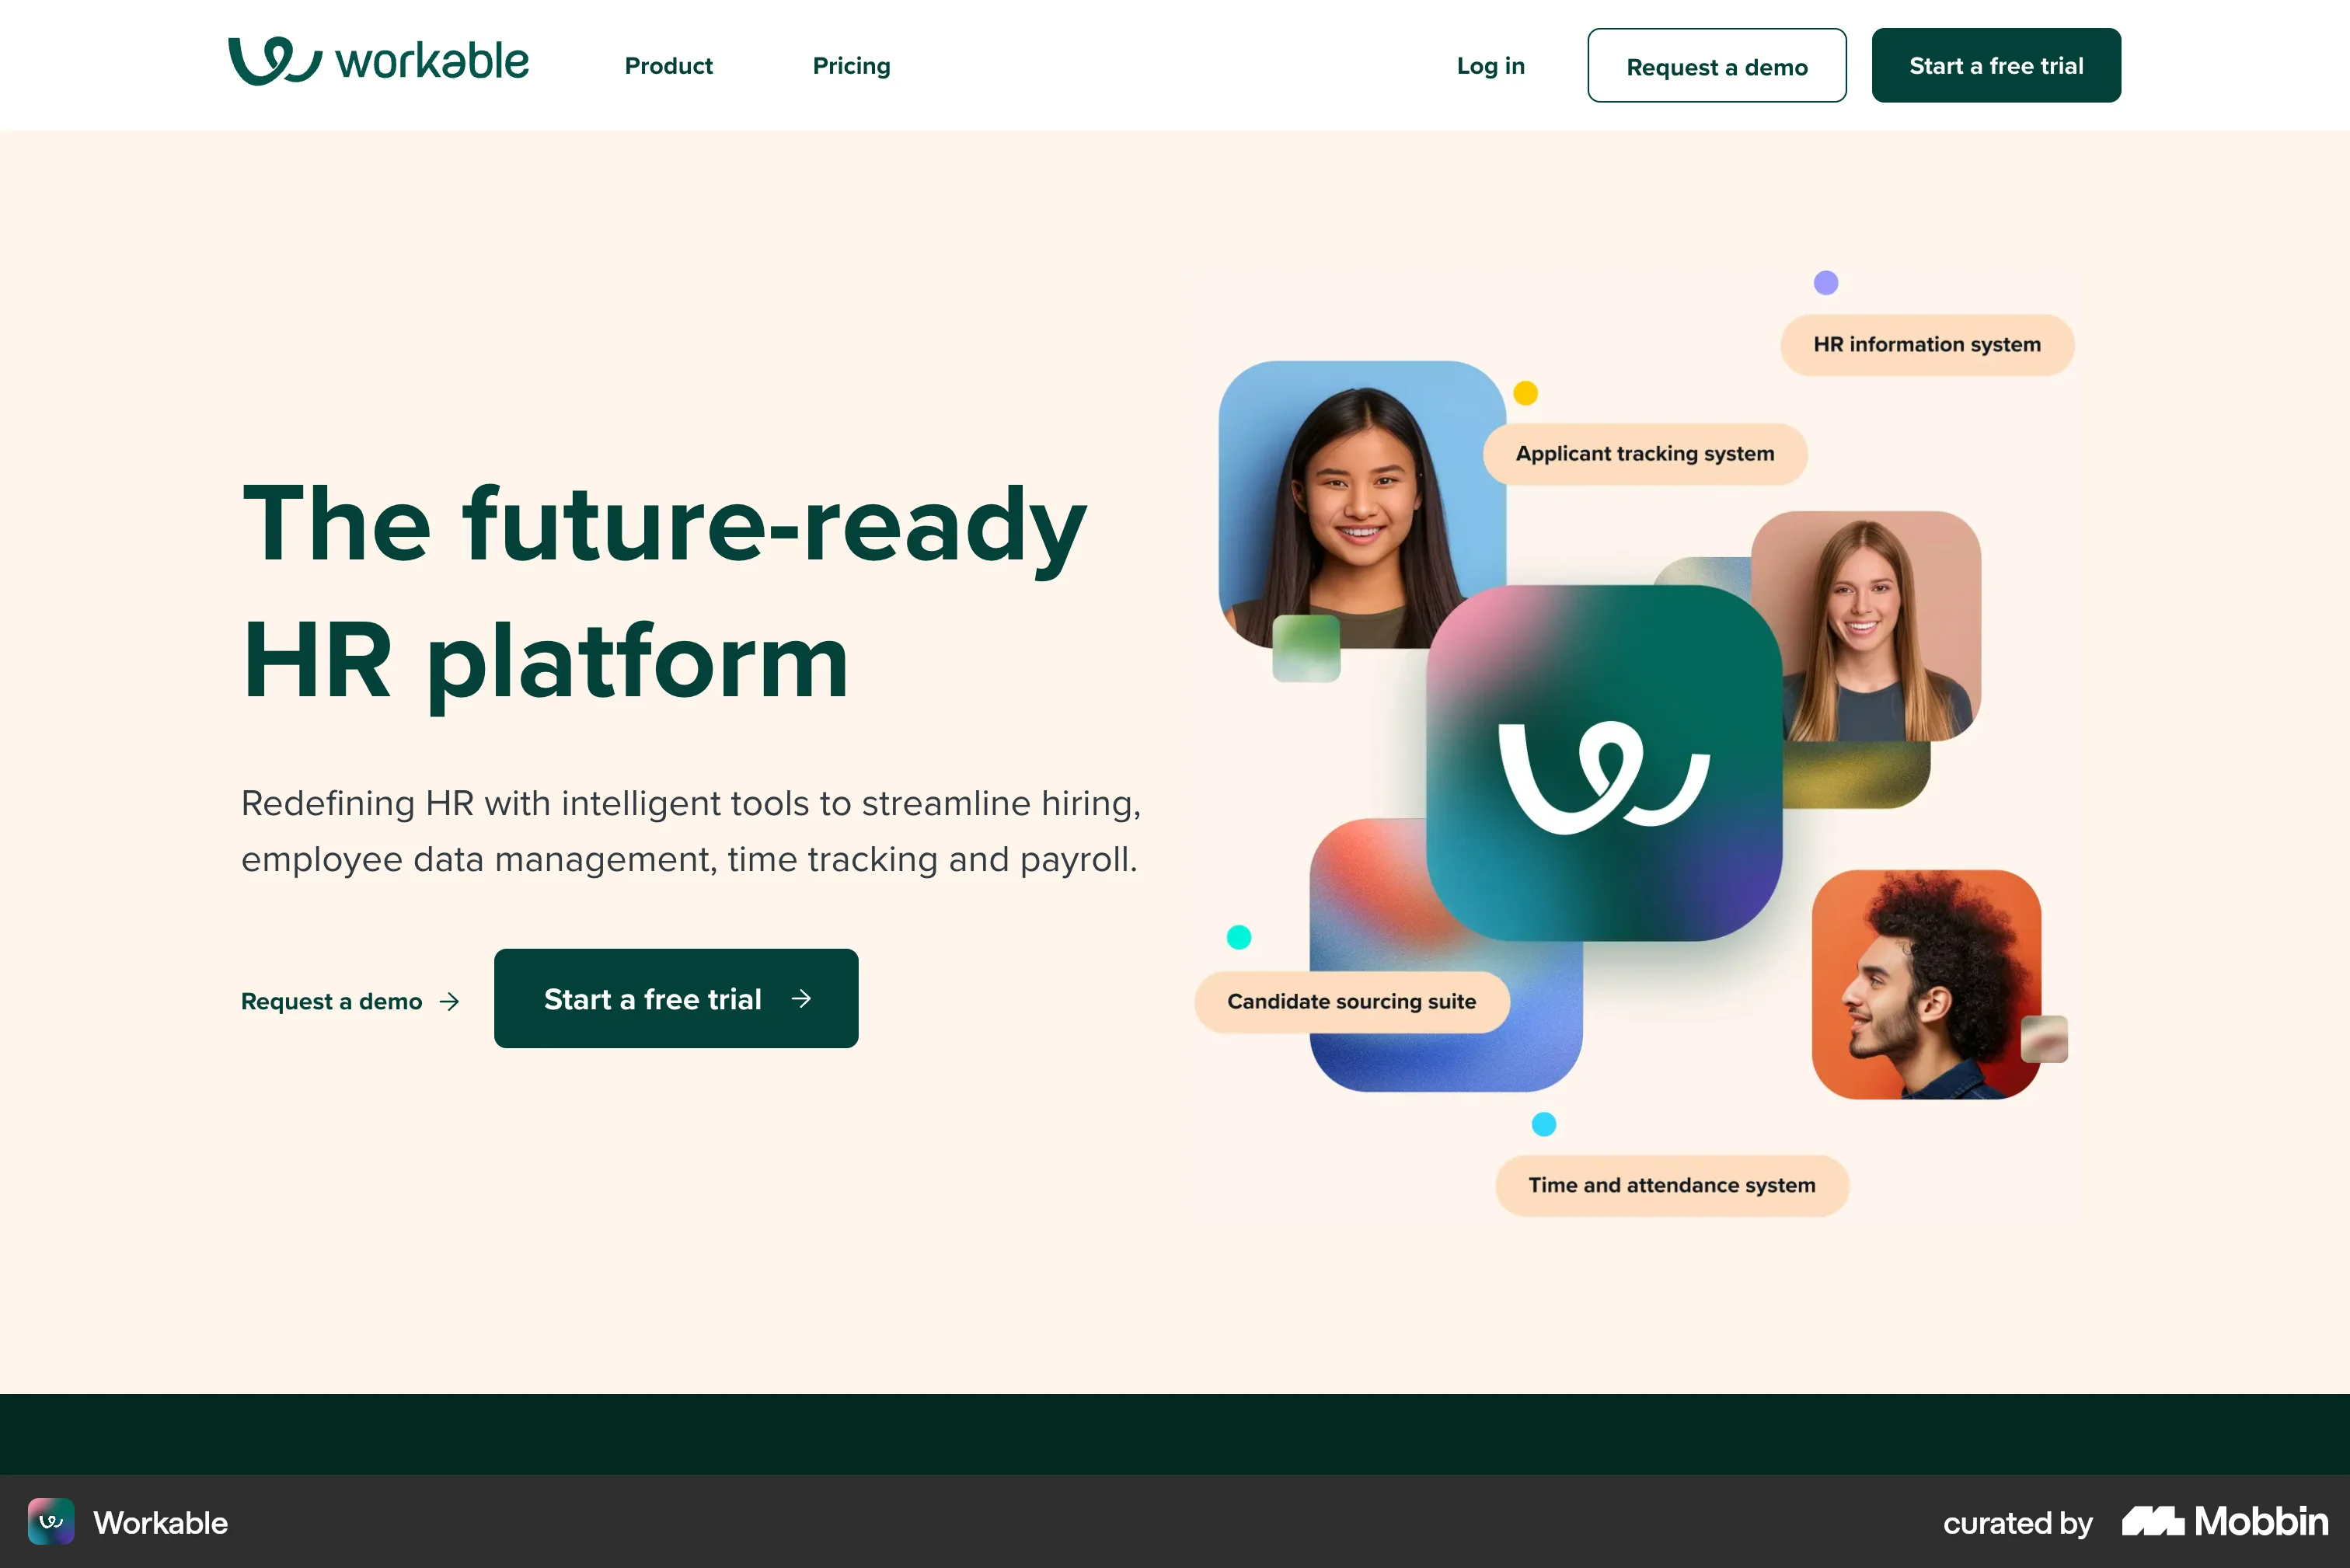 workable
Product
Pricing
Log in
Request a demo
Start a free trial
The future-ready
HR platform
Redefining HR with intelligent tools to streamline hiring,
employee data management, time tracking and payroll.
Request a demo →
Start a free trial →
HR information system
Applicant tracking system
Candidate sourcing suite
Time and attendance system
Workable
curated by
Mobbin